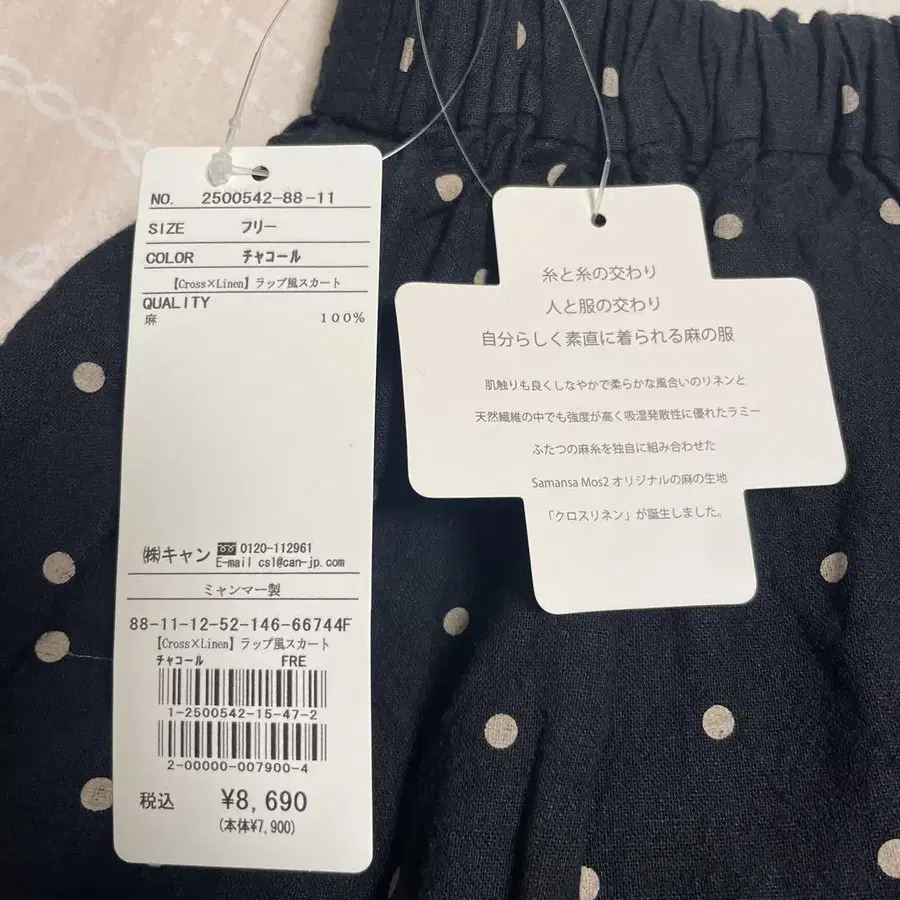 NO. 2500542-88-11
SIZE フリー
COLOR チャコール
【Cross×Linen】ラップ風スカート
QUALITY
麻 100%
㈱キャン 0120-112961
E-mail cs1@can-jp.com
ミャンマー製
88-11-12-52-146-66744F
【Cross×Linen】ラップ風スカート
チャコール FRE
1-2500542-15-47-2
2-00000-007900-4
税込 ¥8,690
(本体¥7,900)
糸と糸の交わり
人と服の交わり
自分らしく素直に着られる麻の服
肌触りも良くしなやかで柔らかな風合いのリネンと
天然繊維の中でも強度が高く吸湿発散性に優れたラミー
ふたつの麻糸を独自に組み合わせた
Samansa Mos2 オリジナルの麻の生地
「クロスリネン」が誕生しました。